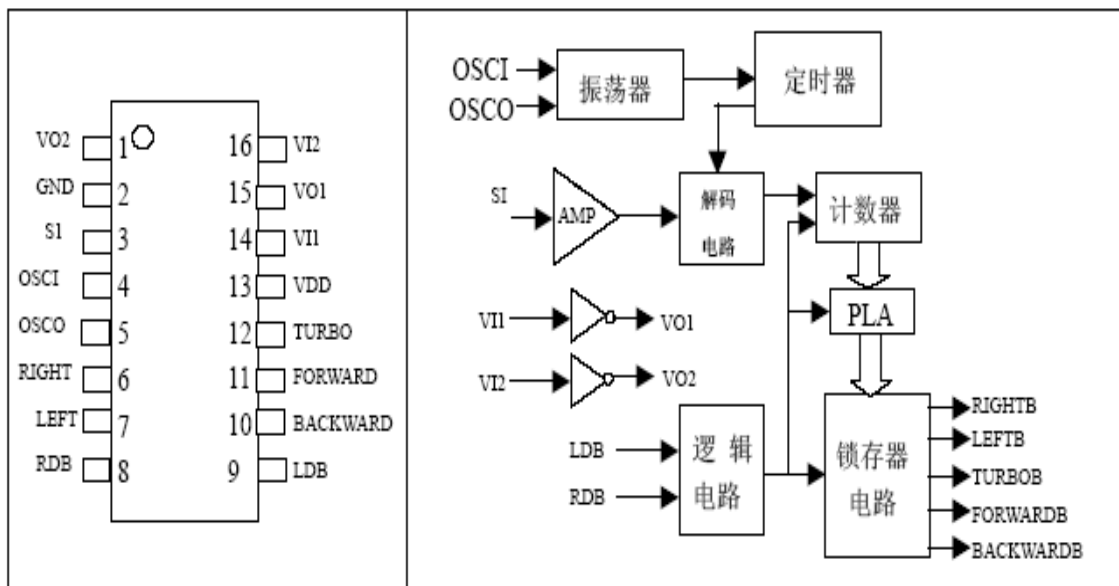 VO2
1
16
VI2
GND
2
15
VO1
S1
3
14
VI1
OSCI
4
13
VDD
OSCO
5
12
TURBO
RIGHT
6
11
FORWARD
LEFT
7
10
BACKWARD
RDB
8
9
LDB
OSCI
OSCO
振荡器
定时器
SI
AMP
解码
电路
计数器
PLA
VI1
VO1
VI2
VO2
LDB
RDB
逻 辑
电路
锁存器
电路
RIGHTB
LEFTB
TURBOB
FORWARDB
BACKWARDB